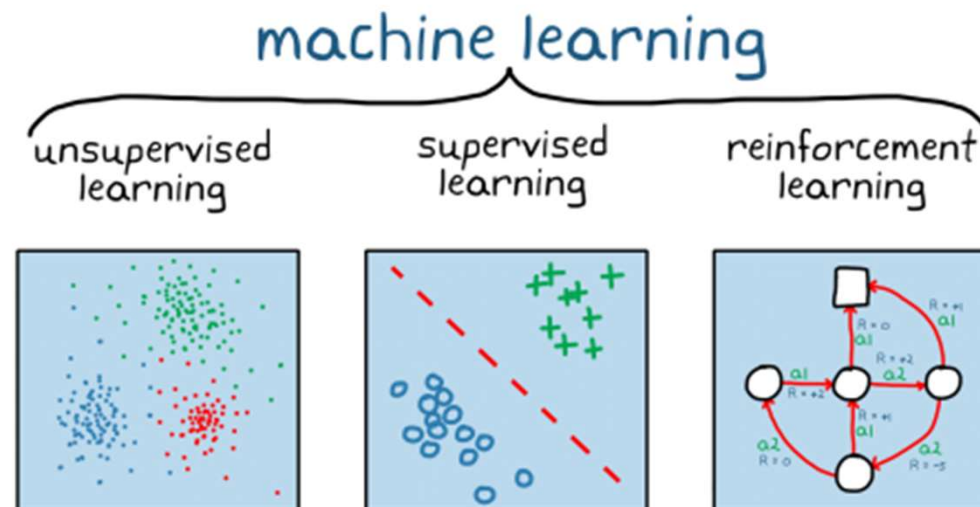 machine learning
unsupervised
learning
supervised
learning
reinforcement
learning
R = +1
a1
R = 0
a1
R = +2
a1
a2
R = +2
R = +1
a1
a2
R = 0
a2
R = -5